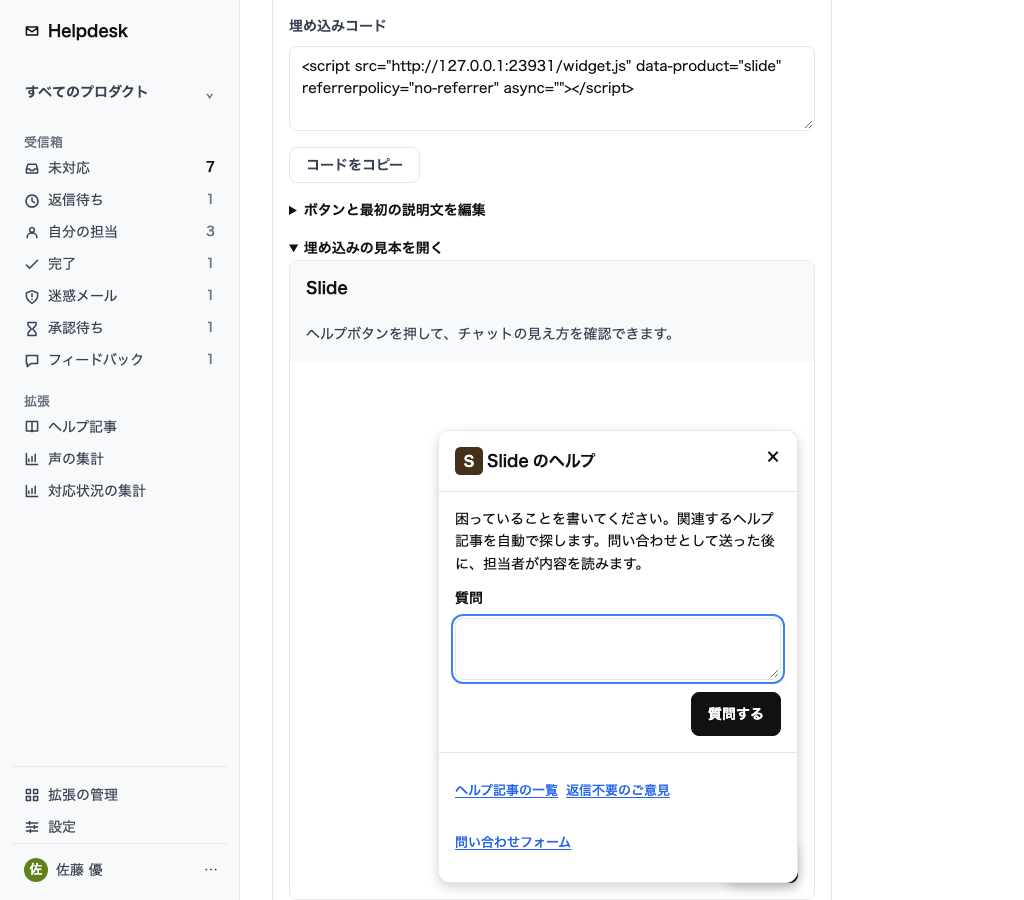 Helpdesk
すべてのプロダクト
受信箱
未対応 7
返信待ち 1
自分の担当 3
完了 1
迷惑メール 1
承認待ち 1
フィードバック 1
拡張
ヘルプ記事
声の集計
対応状況の集計
拡張の管理
設定
佐 佐藤 優 …
埋め込みコード
<script src="http://127.0.0.1:23931/widget.js" data-product="slide"
referrerpolicy="no-referrer" async=""></script>
コードをコピー
ボタンと最初の説明文を編集
埋め込みの見本を開く
Slide
ヘルプボタンを押して、チャットの見え方を確認できます。
S Slide のヘルプ ×
困っていることを書いてください。関連するヘルプ
記事を自動で探します。問い合わせとして送った後
に、担当者が内容を読みます。
質問
質問する
ヘルプ記事の一覧 返信不要のご意見
問い合わせフォーム